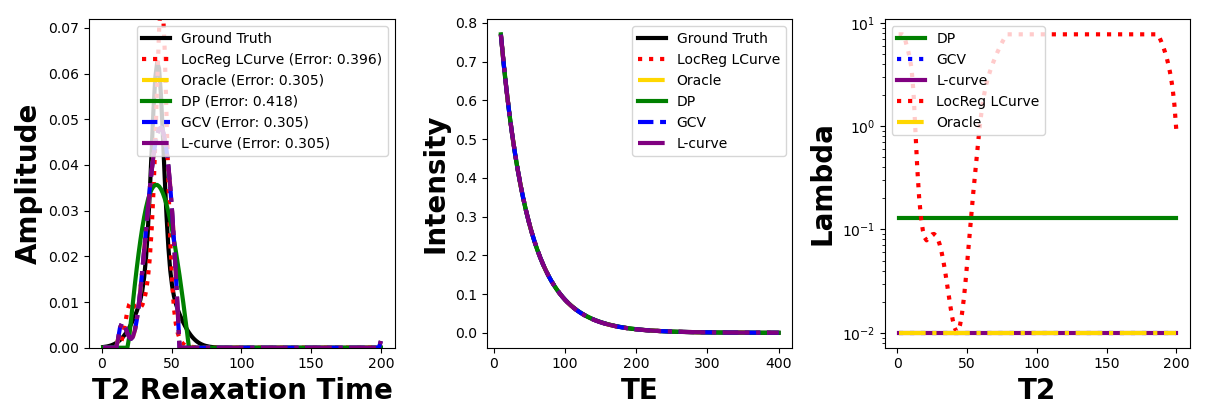 Amplitude
0.07
0.06
0.05
0.04
0.03
0.02
0.01
0.00
Ground Truth
LocReg LCurve (Error: 0.396)
Oracle (Error: 0.305)
DP (Error: 0.418)
GCV (Error: 0.305)
L-curve (Error: 0.305)
0 50 100 150 200
T2 Relaxation Time
Intensity
0.8
0.7
0.6
0.5
0.4
0.3
0.2
0.1
0.0
Ground Truth
LocReg LCurve
Oracle
DP
GCV
L-curve
0 100 200 300 400
TE
Lambda
10¹
10⁰
10⁻¹
10⁻²
DP
GCV
L-curve
LocReg LCurve
Oracle
0 50 100 150 200
T2